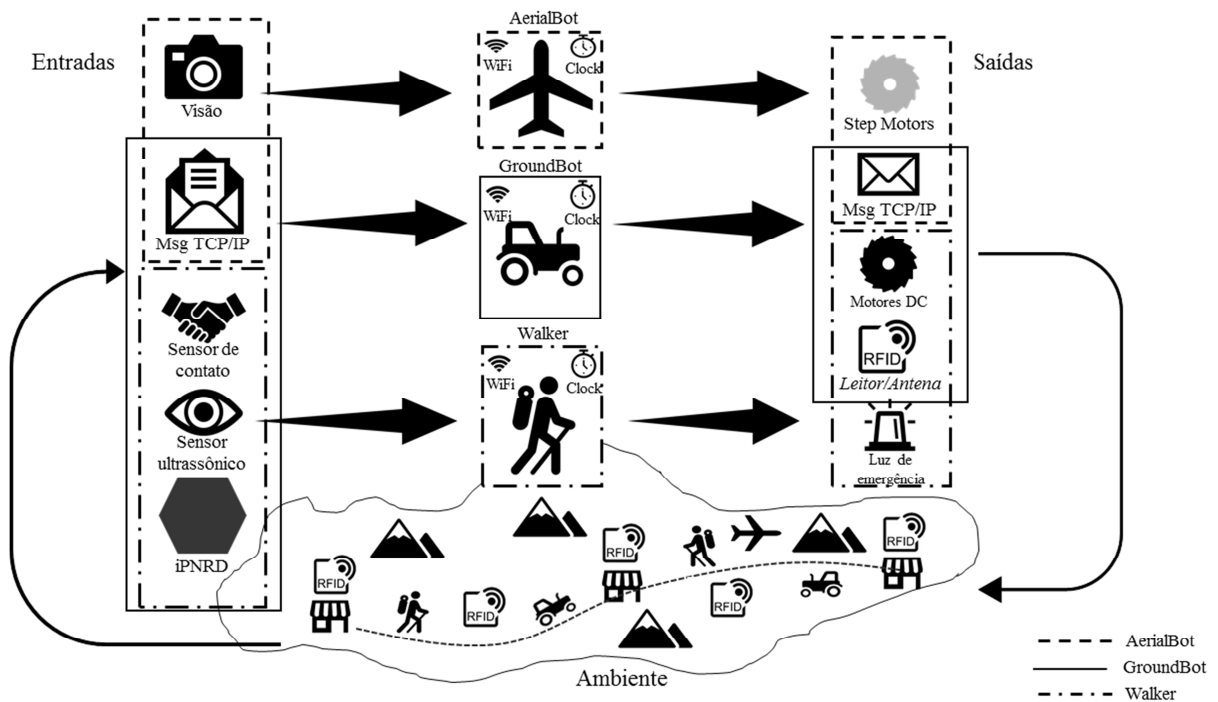 Entradas
Visão
Msg TCP/IP
Sensor de
contato
Sensor
ultrassônico
iPNRD
AerialBot
WiFi
Clock
GroundBot
WiFi
Clock
Walker
WiFi
Clock
Saídas
Step Motors
Msg TCP/IP
Motores DC
RFID
Leitor/Antena
Luz de
emergência
RFID
RFID
RFID
RFID
RFID
Ambiente
AerialBot
GroundBot
Walker